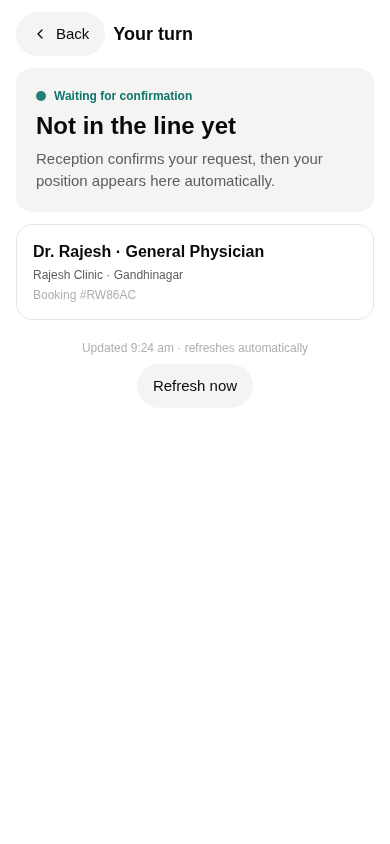 Back
Your turn
Waiting for confirmation
Not in the line yet
Reception confirms your request, then your
position appears here automatically.
Dr. Rajesh · General Physician
Rajesh Clinic · Gandhinagar
Booking #RW86AC
Updated 9:24 am · refreshes automatically
Refresh now